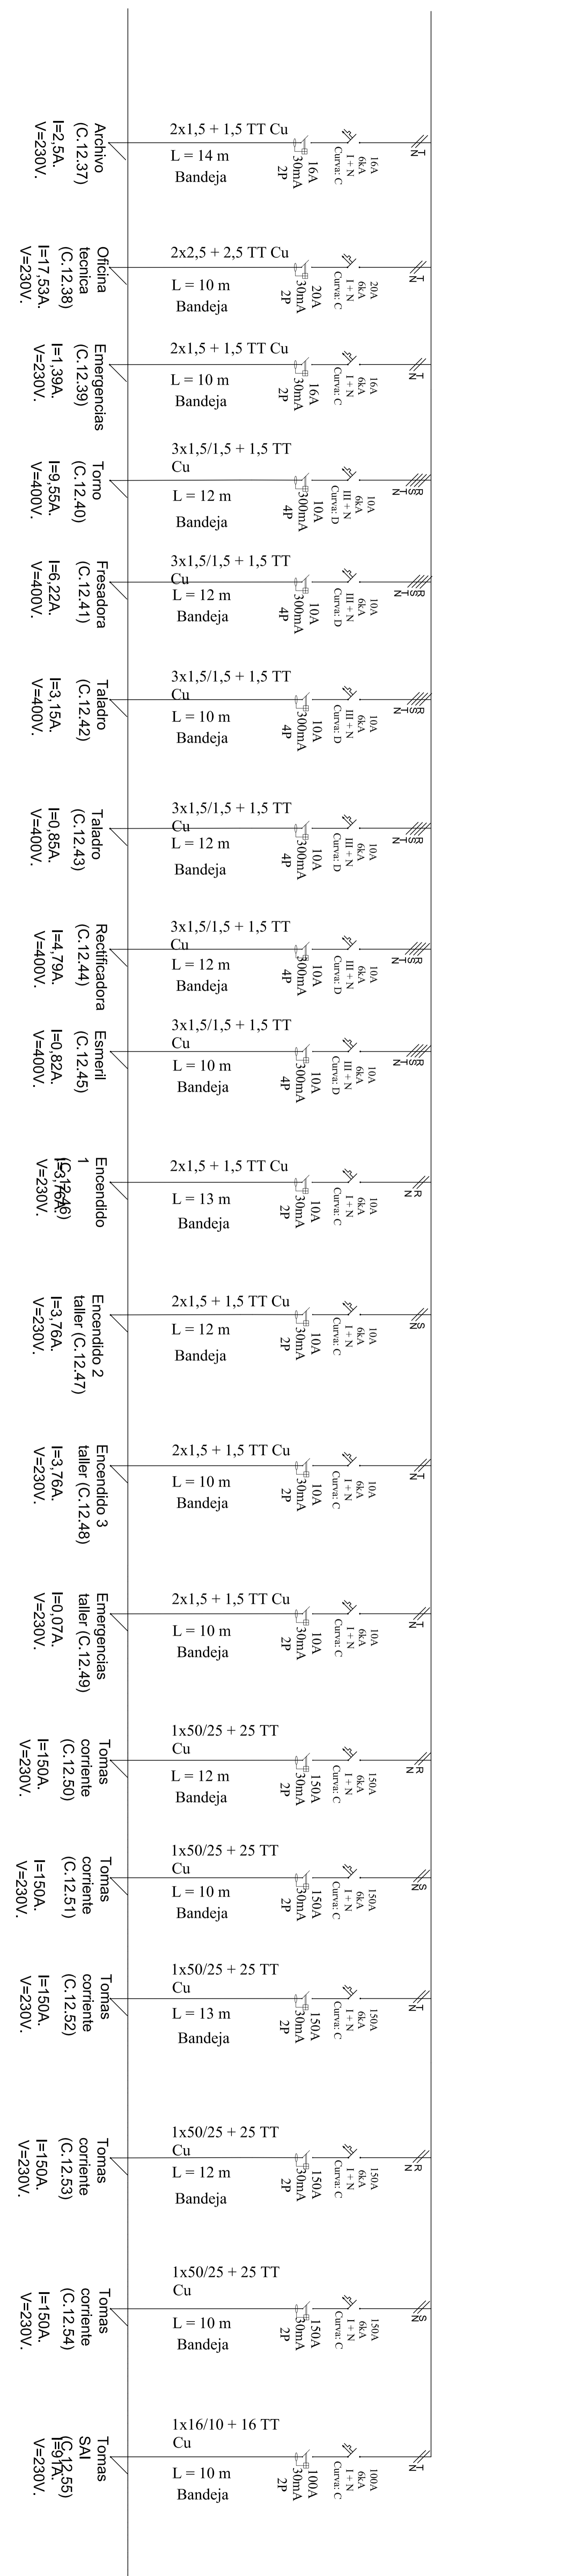 2x1,5 + 1,5 TT Cu
L = 14 m
Bandeja
16A
30mA
2P
16A
6kA
I + N
Curva: C
T
N
Archivo
(C.12.37)
I=2,5A.
V=230V.
2x2,5 + 2,5 TT Cu
L = 10 m
Bandeja
20A
30mA
2P
20A
6kA
I + N
Curva: C
T
N
Oficina
tecnica
(C.12.38)
I=17,53A.
V=230V.
2x1,5 + 1,5 TT Cu
L = 10 m
Bandeja
16A
30mA
2P
16A
6kA
I + N
Curva: C
T
N
Emergencias
(C.12.39)
I=1,39A.
V=230V.
3x1,5/1,5 + 1,5 TT
Cu
L = 12 m
Bandeja
10A
300mA
4P
10A
6kA
III + N
Curva: D
R
S
T
N
Torno
(C.12.40)
I=9,55A.
V=400V.
3x1,5/1,5 + 1,5 TT
Cu
L = 12 m
Bandeja
10A
300mA
4P
10A
6kA
III + N
Curva: D
R
S
T
N
Fresadora
(C.12.41)
I=6,22A.
V=400V.
3x1,5/1,5 + 1,5 TT
Cu
L = 10 m
Bandeja
10A
300mA
4P
10A
6kA
III + N
Curva: D
R
S
T
N
Taladro
(C.12.42)
I=3,15A.
V=400V.
3x1,5/1,5 + 1,5 TT
Cu
L = 12 m
Bandeja
10A
300mA
4P
10A
6kA
III + N
Curva: D
R
S
T
N
Taladro
(C.12.43)
I=0,85A.
V=400V.
3x1,5/1,5 + 1,5 TT
Cu
L = 12 m
Bandeja
10A
300mA
4P
10A
6kA
III + N
Curva: D
R
S
T
N
Rectificadora
(C.12.44)
I=4,79A.
V=400V.
3x1,5/1,5 + 1,5 TT
Cu
L = 10 m
Bandeja
10A
300mA
4P
10A
6kA
III + N
Curva: D
R
S
T
N
Esmeril
(C.12.45)
I=0,82A.
V=400V.
2x1,5 + 1,5 TT Cu
L = 13 m
Bandeja
10A
30mA
2P
10A
6kA
I + N
Curva: C
R
N
Encendido
1
(C.12.46)
I=3,76A.
V=230V.
2x1,5 + 1,5 TT Cu
L = 12 m
Bandeja
10A
30mA
2P
10A
6kA
I + N
Curva: C
S
N
Encendido 2
taller (C.12.47)
I=3,76A.
V=230V.
2x1,5 + 1,5 TT Cu
L = 10 m
Bandeja
10A
30mA
2P
10A
6kA
I + N
Curva: C
T
N
Encendido 3
taller (C.12.48)
I=3,76A.
V=230V.
2x1,5 + 1,5 TT Cu
L = 10 m
Bandeja
10A
30mA
2P
10A
6kA
I + N
Curva: C
T
N
Emergencias
taller (C.12.49)
I=0,07A.
V=230V.
1x50/25 + 25 TT
Cu
L = 12 m
Bandeja
150A
30mA
2P
150A
6kA
I + N
Curva: C
R
N
Tomas
corriente
(C.12.50)
I=150A.
V=230V.
1x50/25 + 25 TT
Cu
L = 10 m
Bandeja
150A
30mA
2P
150A
6kA
I + N
Curva: C
S
N
Tomas
corriente
(C.12.51)
I=150A.
V=230V.
1x50/25 + 25 TT
Cu
L = 13 m
Bandeja
150A
30mA
2P
150A
6kA
I + N
Curva: C
T
N
Tomas
corriente
(C.12.52)
I=150A.
V=230V.
1x50/25 + 25 TT
Cu
L = 12 m
Bandeja
150A
30mA
2P
150A
6kA
I + N
Curva: C
R
N
Tomas
corriente
(C.12.53)
I=150A.
V=230V.
1x50/25 + 25 TT
Cu
L = 10 m
Bandeja
150A
30mA
2P
150A
6kA
I + N
Curva: C
S
N
Tomas
corriente
(C.12.54)
I=150A.
V=230V.
1x16/10 + 16 TT
Cu
L = 10 m
Bandeja
100A
30mA
2P
100A
6kA
I + N
Curva: C
T
N
Tomas
SAI
(C.12.55)
I=91A.
V=230V.